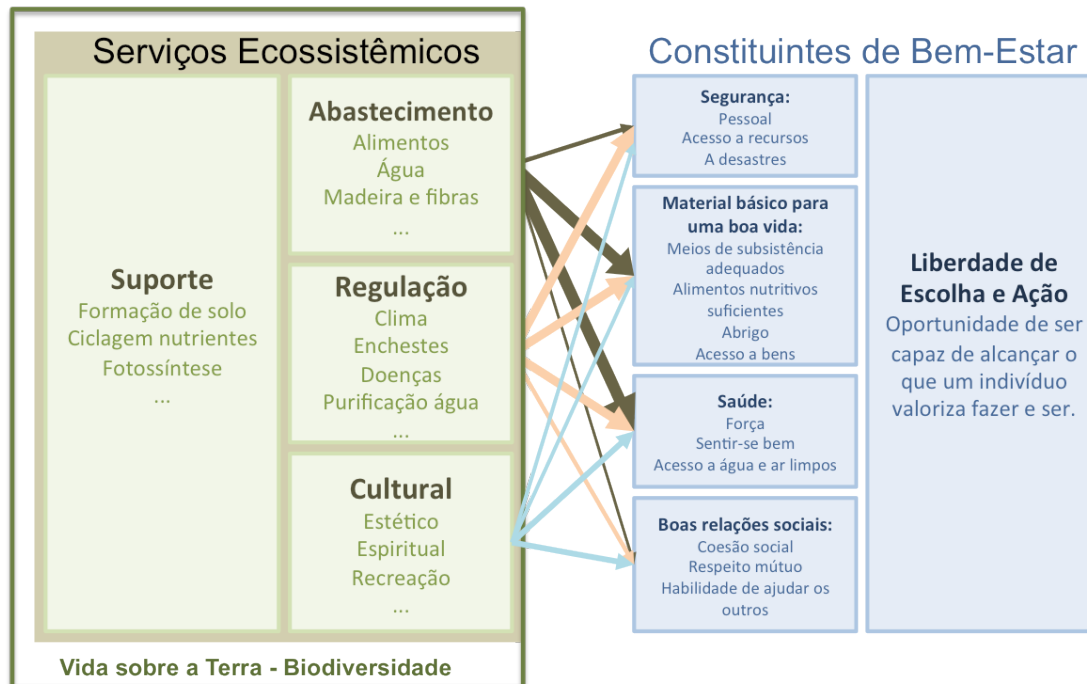 Serviços Ecossistêmicos
Suporte
Formação de solo
Ciclagem nutrientes
Fotossíntese
...
Abastecimento
Alimentos
Água
Madeira e fibras
...
Regulação
Clima
Enchestes
Doenças
Purificação água
...
Cultural
Estético
Espiritual
Recreação
...
Vida sobre a Terra - Biodiversidade
Constituintes de Bem-Estar
Segurança:
Pessoal
Acesso a recursos
A desastres
Material básico para
uma boa vida:
Meios de subsistência
adequados
Alimentos nutritivos
suficientes
Abrigo
Acesso a bens
Saúde:
Força
Sentir-se bem
Acesso a água e ar limpos
Boas relações sociais:
Coesão social
Respeito mútuo
Habilidade de ajudar os
outros
Liberdade de
Escolha e Ação
Oportunidade de ser
capaz de alcançar o
que um indivíduo
valoriza fazer e ser.